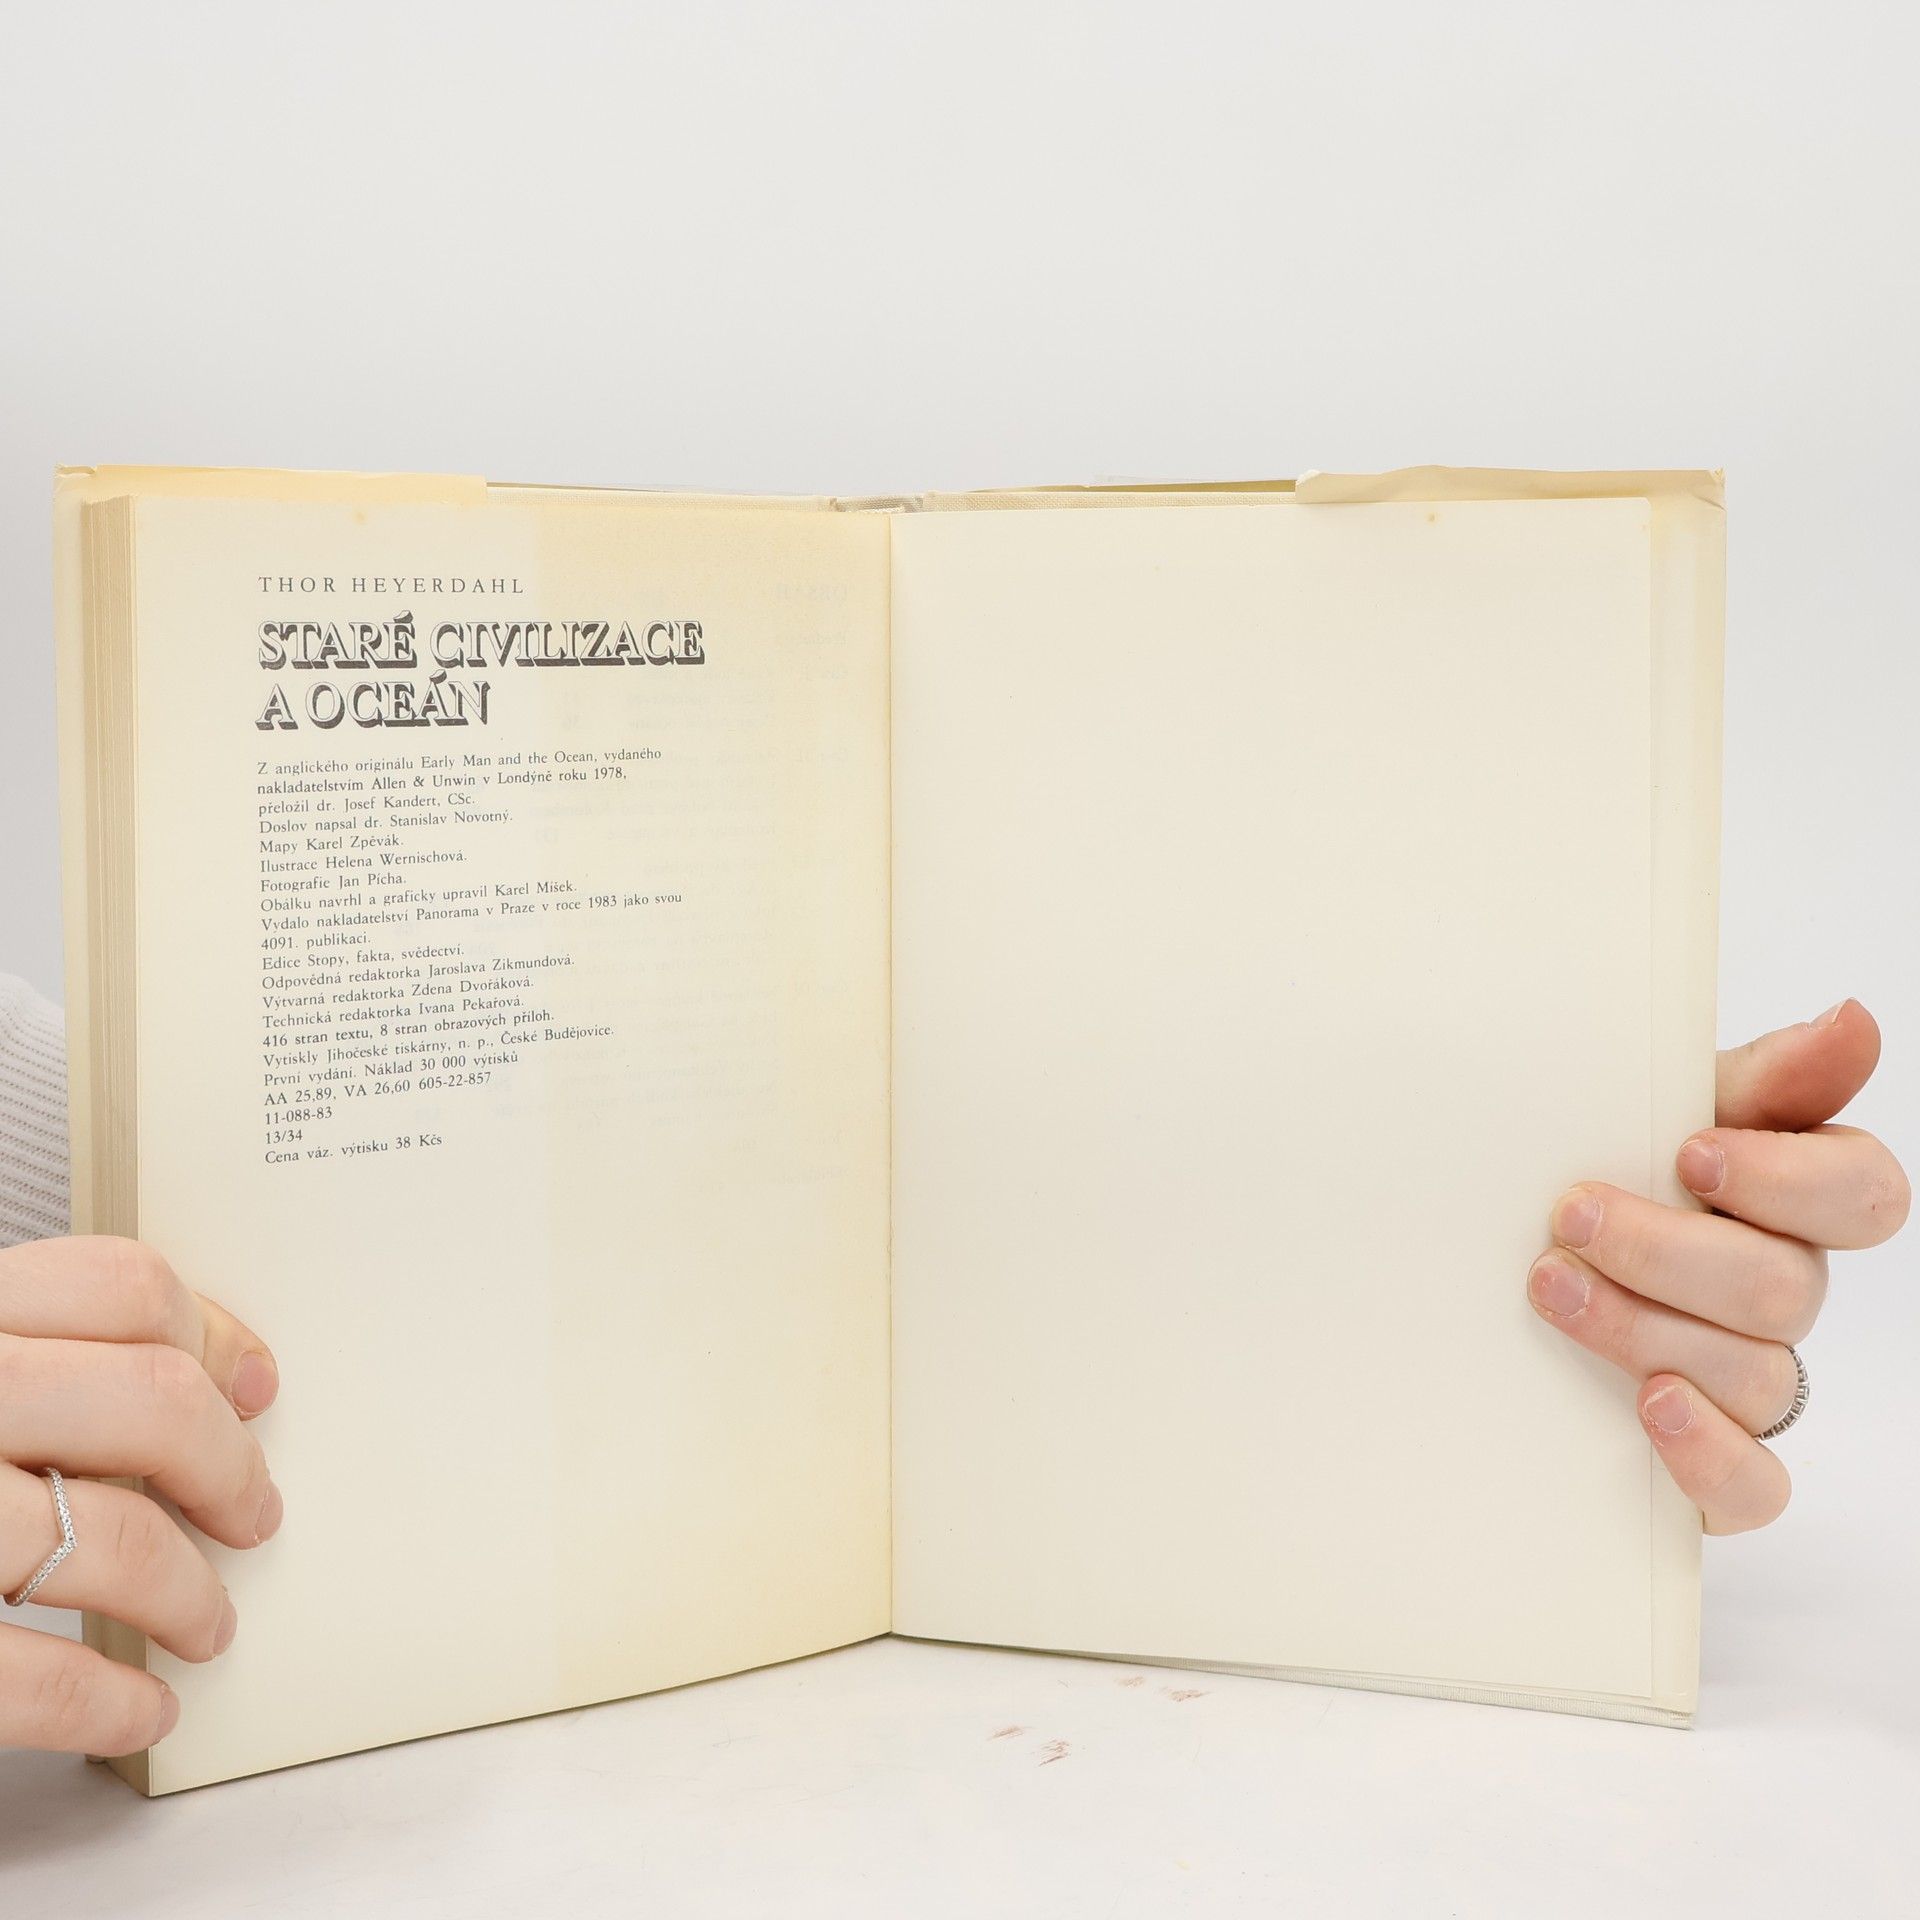 THOR HEYERDAHL
STARÉ CIVILIZACE
A OCEÁN
Z anglického originálu Early Man and the Ocean, vydaného
nakladatelstvím Allen & Unwin v Londýně roku 1978,
přeložil dr. Josef Kandert, CSc.
Doslov napsal dr. Stanislav Novotný.
Mapy Karel Zpěvák.
Ilustrace Helena Wernischová.
Fotografie Jan Pícha.
Obálku navrhl a graficky upravil Karel Míšek.
Vydalo nakladatelství Panorama v Praze v roce 1983 jako svou
4091. publikaci.
Edice Stopy, fakta, svědectví.
Odpovědná redaktorka Jaroslava Zikmundová.
Výtvarná redaktorka Zdena Dvořáková.
Technická redaktorka Ivana Pekařová.
416 stran textu, 8 stran obrazových příloh.
Vytiskly Jihočeské tiskárny, n. p., České Budějovice.
První vydání. Náklad 30 000 výtisků
AA 25,89, VA 26,60 605-22-857
11-088-83
13/34
Cena váz. výtisku 38 Kčs